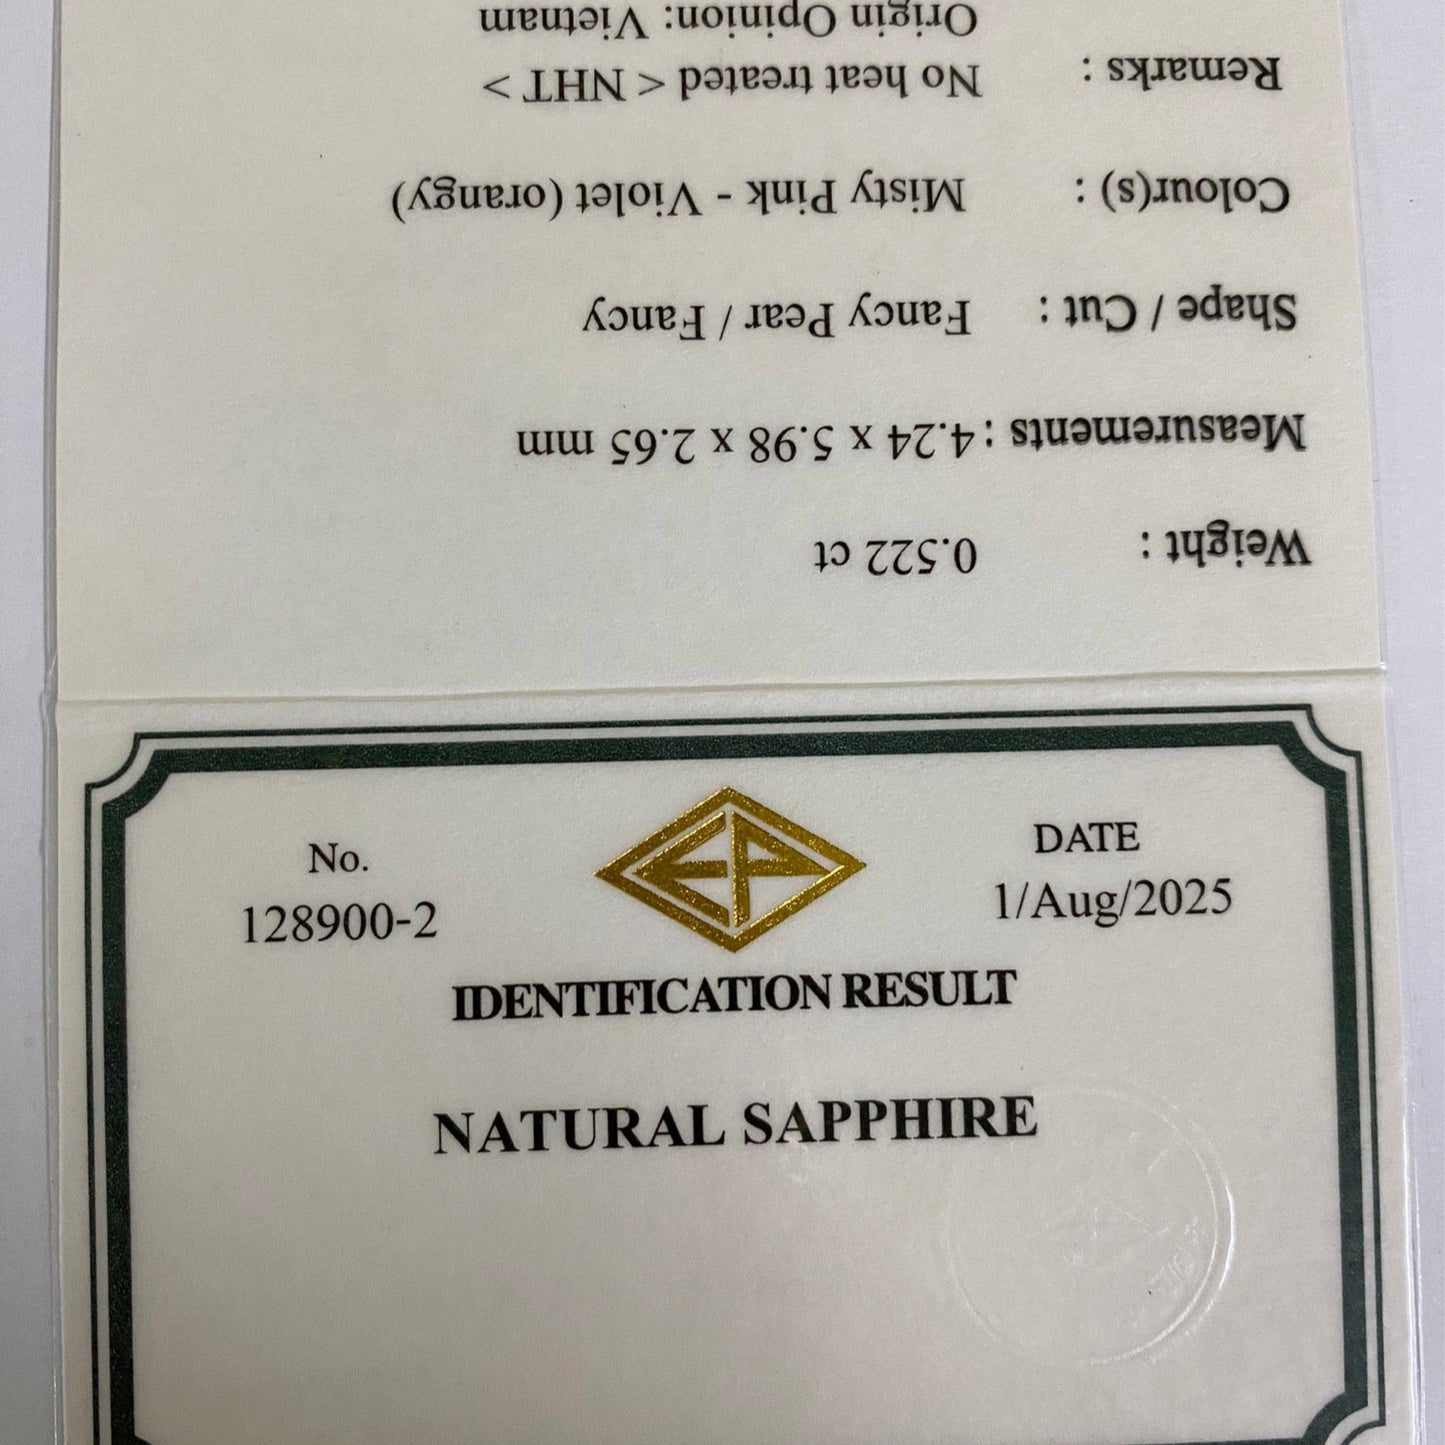 No.
128900-2
DATE
1/Aug/2025
IDENTIFICATION RESULT
NATURAL SAPPHIRE
Weight : 0.522 ct
Measurements : 4.24 x 5.98 x 2.65 mm
Shape / Cut : Fancy Pear / Fancy
Colour(s) : Misty Pink - Violet (orangy)
Remarks : No heat treated < NHT >
Origin Opinion: Vietnam